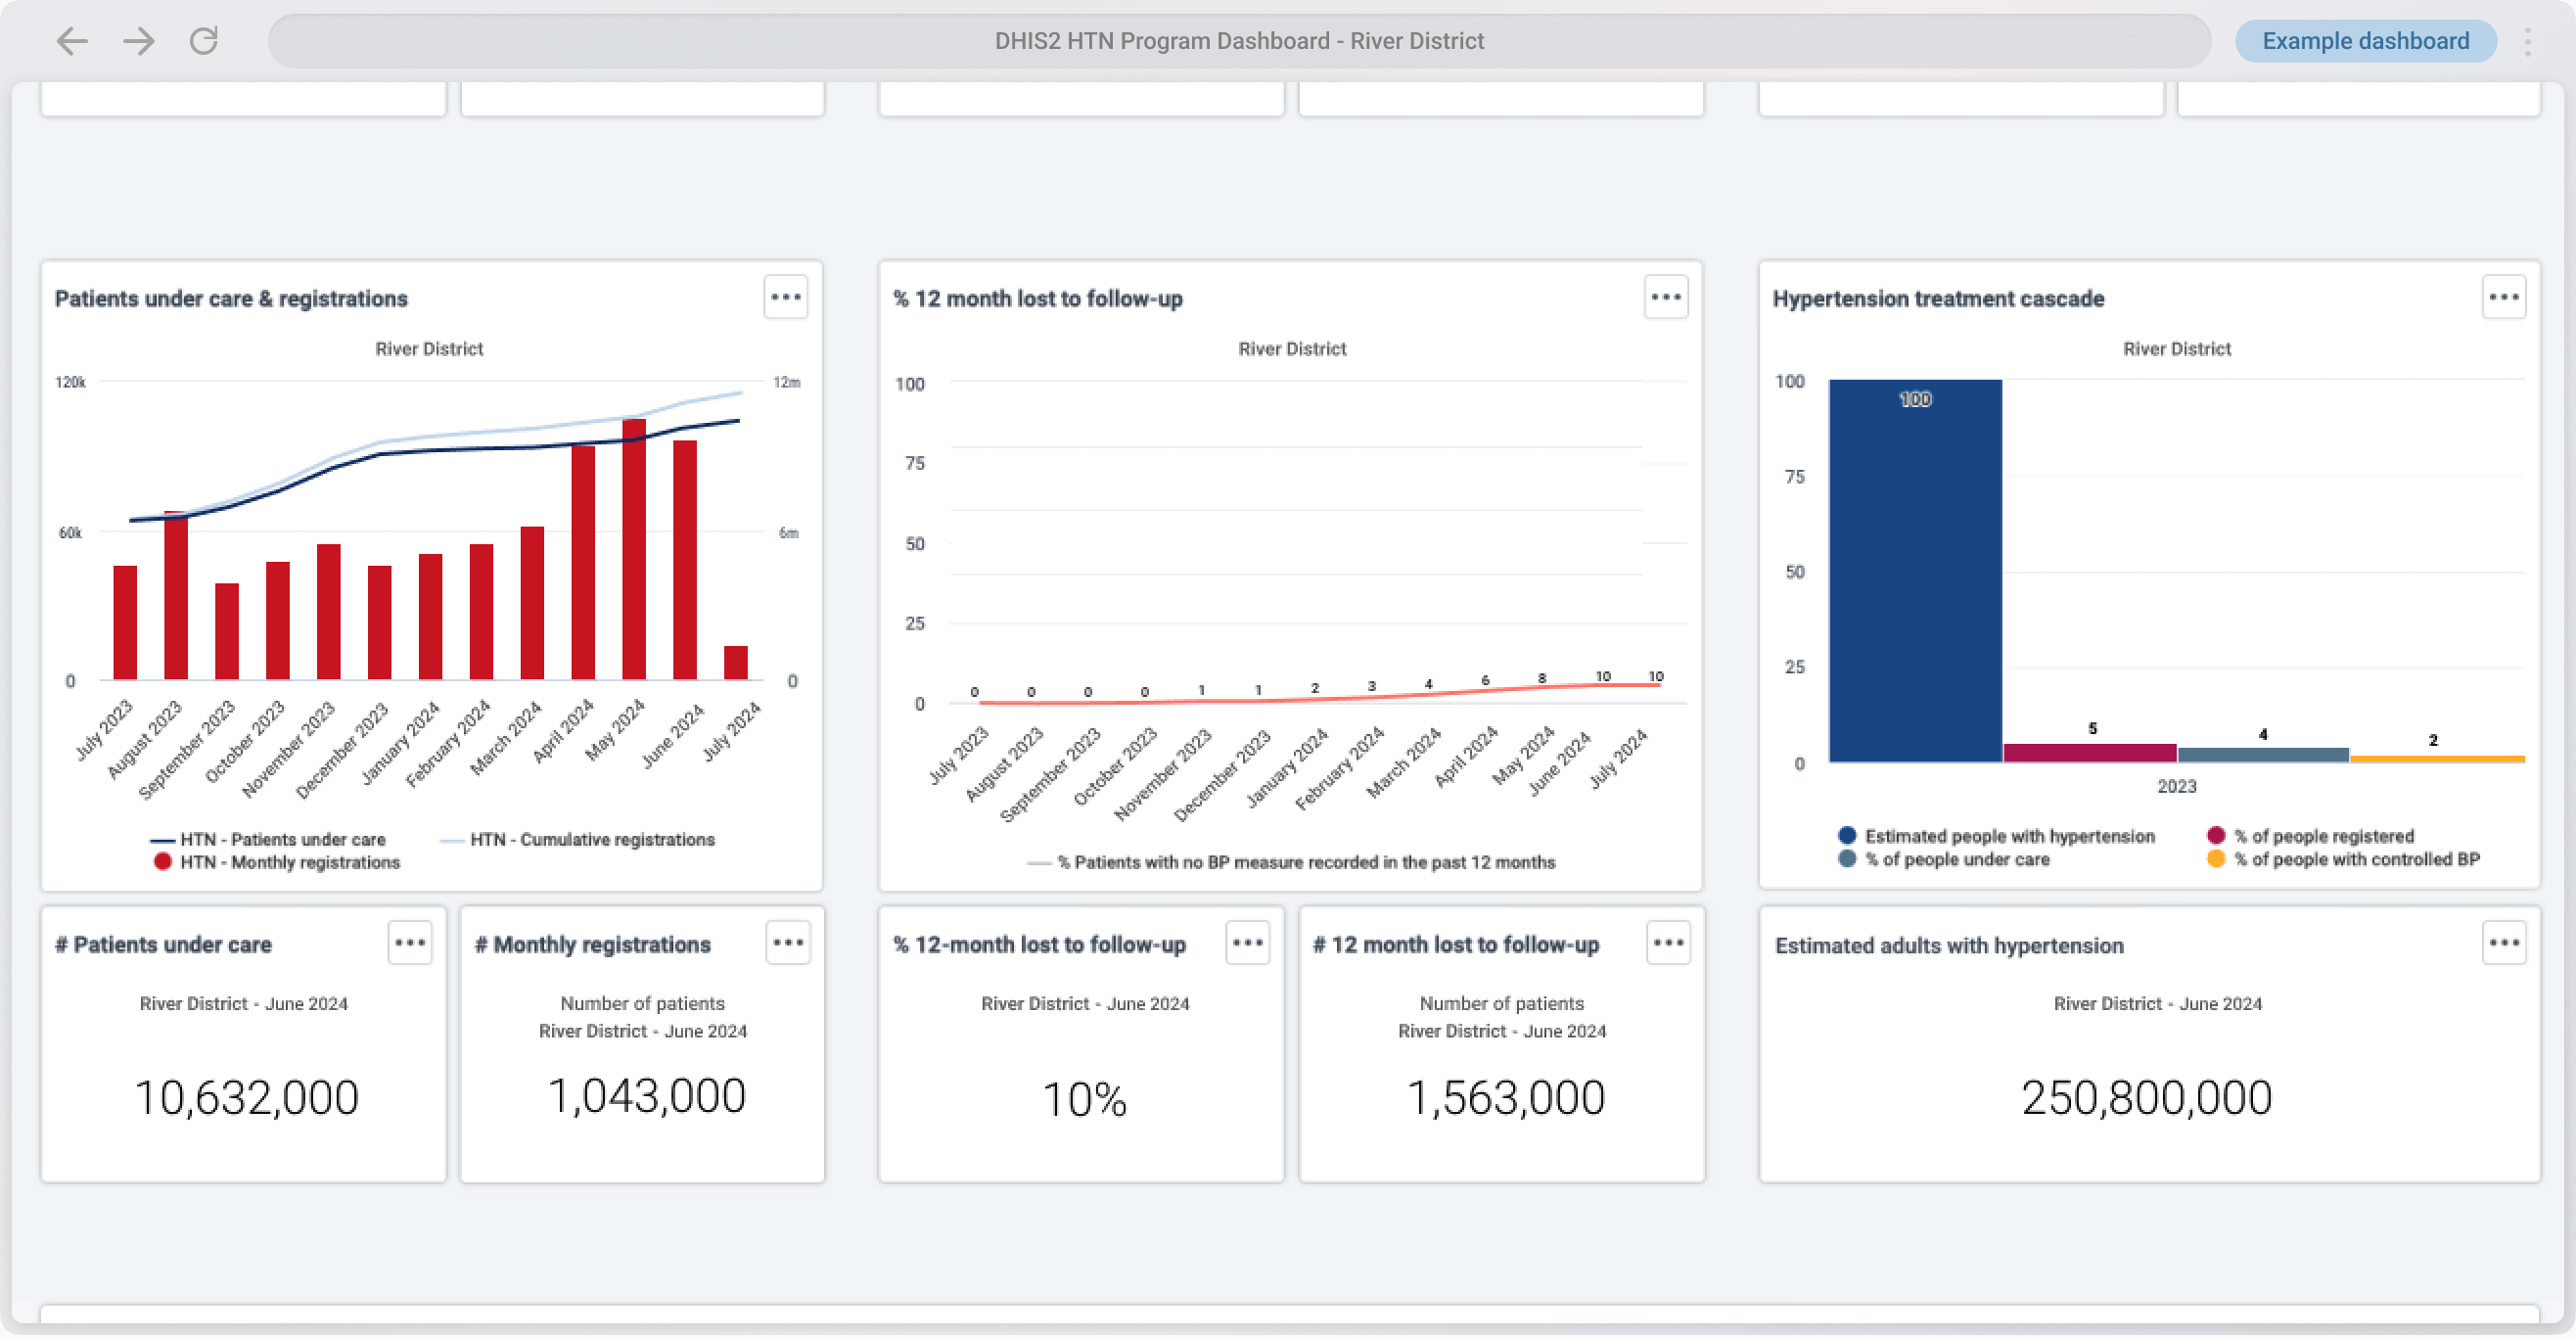 DHIS2 HTN Program Dashboard - River District
Example dashboard
Patients under care & registrations
River District
120k
12m
60k
6m
0
0
July 2023
August 2023
September 2023
October 2023
November 2023
December 2023
January 2024
February 2024
March 2024
April 2024
May 2024
June 2024
July 2024
HTN - Patients under care
HTN - Cumulative registrations
HTN - Monthly registrations
% 12 month lost to follow-up
River District
100
75
50
25
0
0 0 0 0 1 1 2 3 4 6 8 10 10
July 2023
August 2023
September 2023
October 2023
November 2023
December 2023
January 2024
February 2024
March 2024
April 2024
May 2024
June 2024
July 2024
% Patients with no BP measure recorded in the past 12 months
Hypertension treatment cascade
River District
100
75
50
25
0
100
5
4
2
2023
Estimated people with hypertension
% of people registered
% of people under care
% of people with controlled BP
# Patients under care
River District - June 2024
10,632,000
# Monthly registrations
Number of patients
River District - June 2024
1,043,000
% 12-month lost to follow-up
River District - June 2024
10%
# 12 month lost to follow-up
Number of patients
River District - June 2024
1,563,000
Estimated adults with hypertension
River District - June 2024
250,800,000